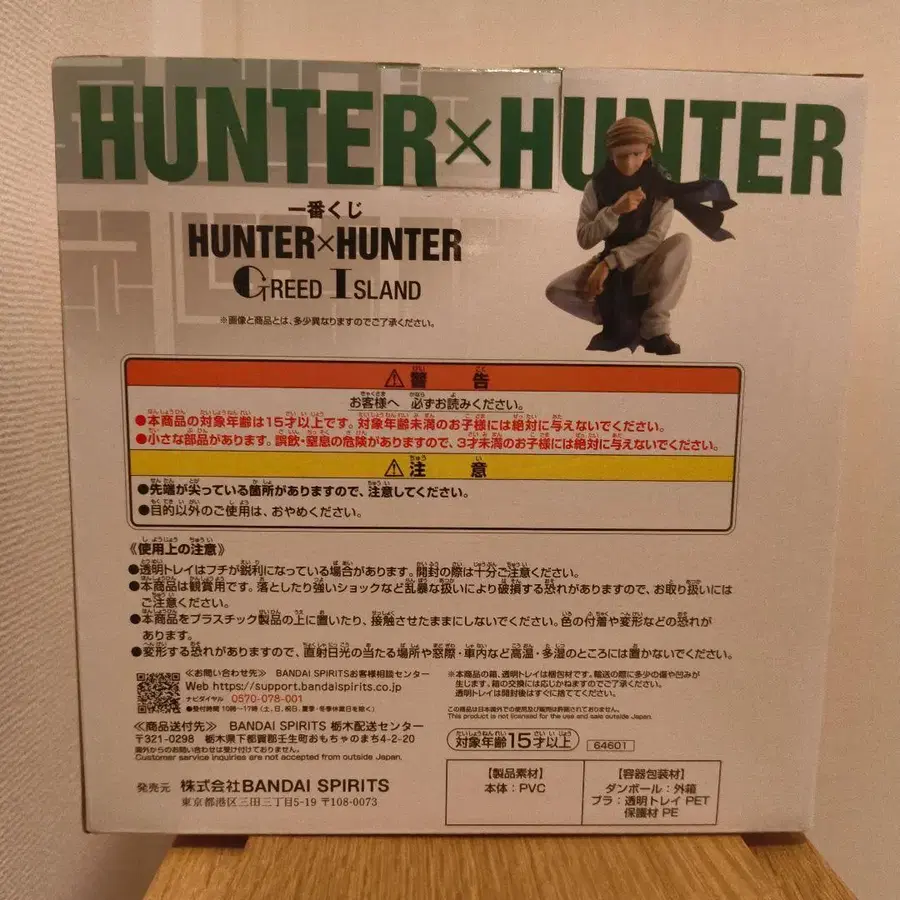 HUNTER×HUNTER
一番くじ
HUNTER×HUNTER
GREED ISLAND
※画像と商品とは、多少異なりますのでご了承ください。
⚠警告
お客様へ 必ずお読みください。
●本商品の対象年齢は15才以上です。対象年齢未満のお子様には絶対に与えないでください。
●小さな部品があります。誤飲・窒息の危険がありますので、3才未満のお子様には絶対に与えないでください。
⚠注意
●先端が尖っている箇所がありますので、注意してください。
●目的以外のご使用は、おやめください。
《使用上の注意》
●透明トレイはフチが鋭利になっている場合があります。開封の際は十分ご注意ください。
●本商品は観賞用です。落としたり強いショックなど乱暴な扱いにより破損する恐れがありますので、お取り扱いには
ご注意ください。
●本商品をプラスチック製品の上に置いたり、接触させたままにしないでください。色の付着や変形などの恐れが
あります。
●変形する恐れがありますので、直射日光の当たる場所や窓際・車内など高温・多湿のところには置かないでください。
≪お問い合わせ先≫ BANDAI SPIRITSお客様相談センター
Web https://support.bandaispirits.co.jp
ナビダイヤル 0570-078-001
●受付時間 10時〜17時(土、日、祝日、夏季・冬季休業日を除く)
≪商品送付先≫ BANDAI SPIRITS 栃木配送センター
〒321-0298 栃木県下都賀郡壬生町おもちゃのまち4-2-20
海外からのお問い合わせは受け付けておりません。
Customer service inquiries are not accepted from outside Japan.
※本商品の箱、透明トレイは梱包材です。輸送の際に多少の傷や凹みが
生じます。箱の交換には応じかねますのでご了承ください。
透明トレイは開封後はすぐに捨ててください。
この商品は日本海外での使用及び販売は許諾されておりません。
This product is not licensed for the use and sale outside Japan.
対象年齢15才以上
64601
発売元 株式会社BANDAI SPIRITS
東京都港区三田三丁目5-19 〒108-0073
【製品素材】
本体：PVC
【容器包装材】
ダンボール：外箱
プラ：透明トレイ PET
保護材 PE